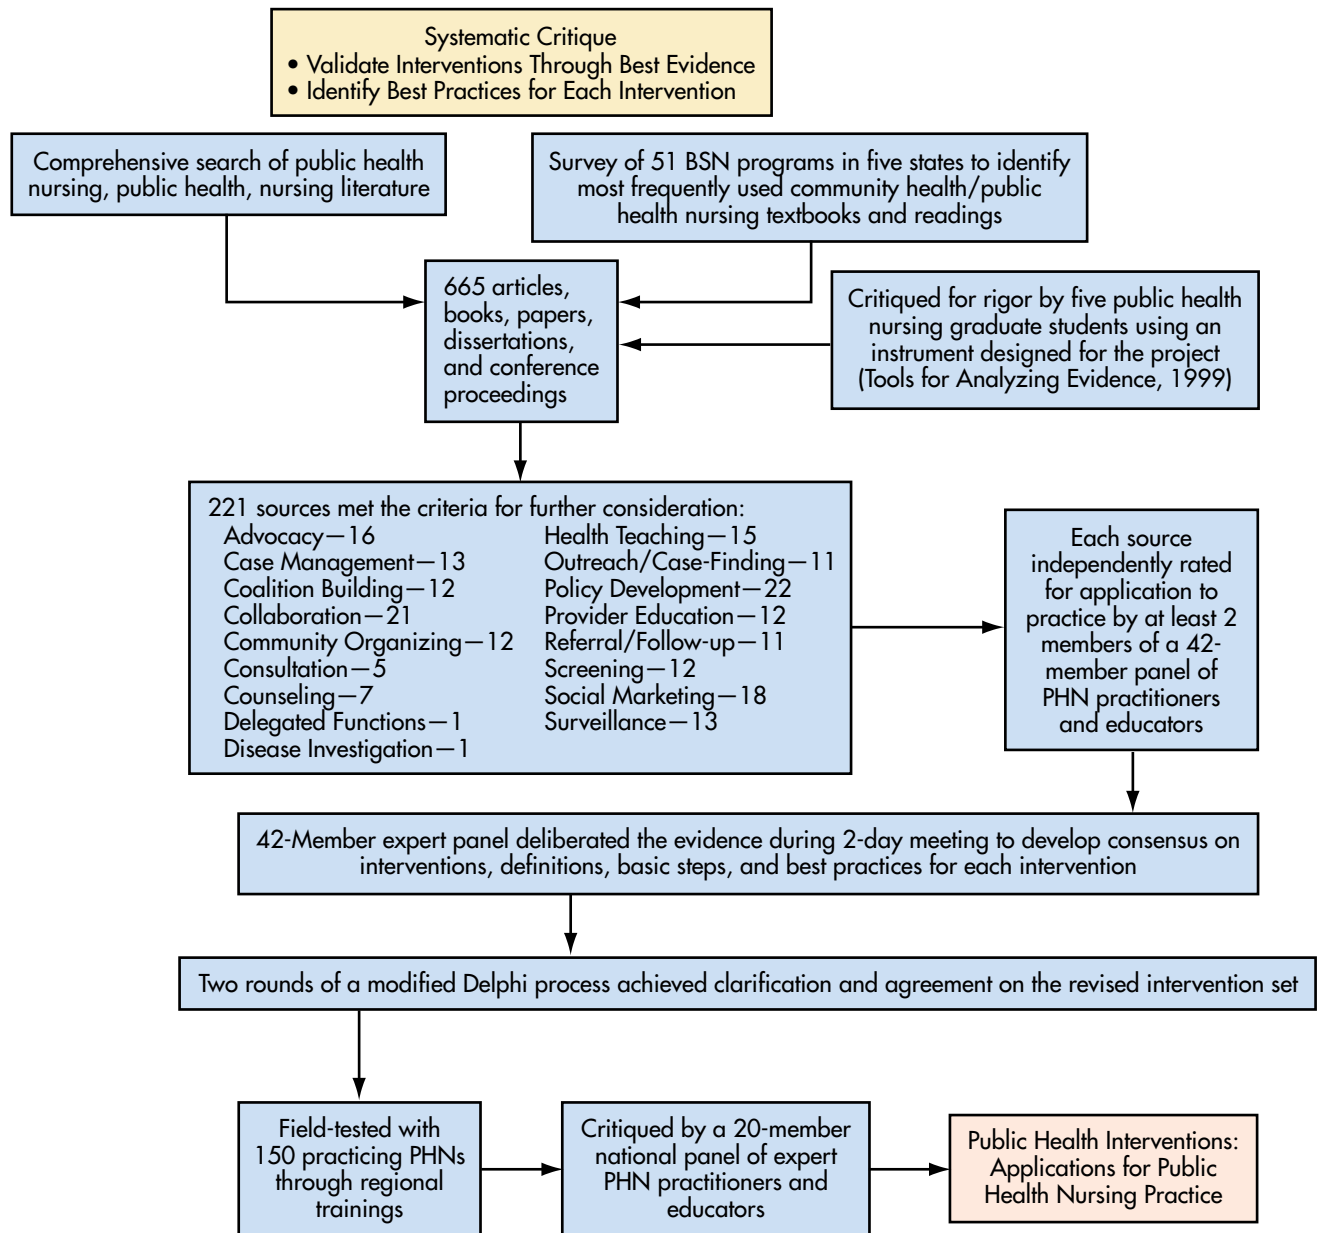 Systematic Critique
• Validate Interventions Through Best Evidence
• Identify Best Practices for Each Intervention
Comprehensive search of public health
nursing, public health, nursing literature
Survey of 51 BSN programs in five states to identify
most frequently used community health/public
health nursing textbooks and readings
665 articles,
books, papers,
dissertations,
and conference
proceedings
Critiqued for rigor by five public health
nursing graduate students using an
instrument designed for the project
(Tools for Analyzing Evidence, 1999)
221 sources met the criteria for further consideration:
Advocacy—16
Case Management—13
Coalition Building—12
Collaboration—21
Community Organizing—12
Consultation—5
Counseling—7
Delegated Functions—1
Disease Investigation—1
Health Teaching—15
Outreach/Case-Finding—11
Policy Development—22
Provider Education—12
Referral/Follow-up—11
Screening—12
Social Marketing—18
Surveillance—13
Each source
independently rated
for application to
practice by at least 2
members of a 42-
member panel of
PHN practitioners
and educators
42-Member expert panel deliberated the evidence during 2-day meeting to develop consensus on
interventions, definitions, basic steps, and best practices for each intervention
Two rounds of a modified Delphi process achieved clarification and agreement on the revised intervention set
Field-tested with
150 practicing PHNs
through regional
trainings
Critiqued by a 20-member
national panel of expert
PHN practitioners and
educators
Public Health Interventions:
Applications for Public
Health Nursing Practice